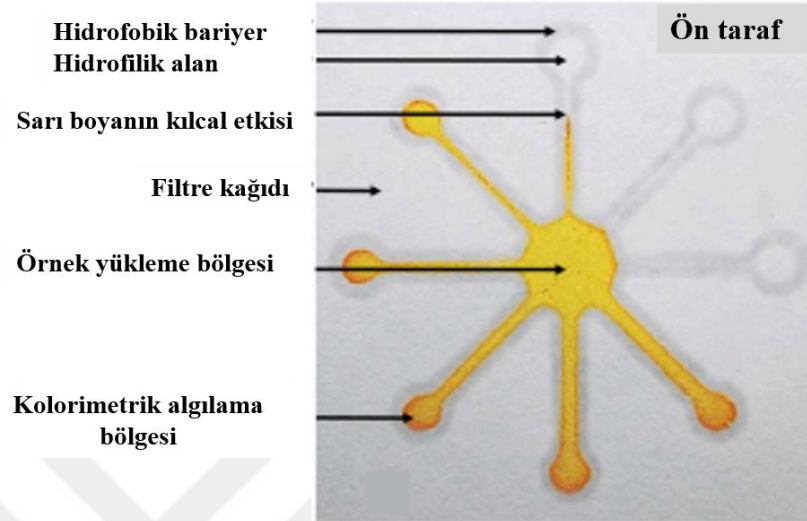 Hidrofobik bariyer
Hidrofilik alan
Sarı boyanın kılcal etkisi
Filtre kağıdı
Örnek yükleme bölgesi
Kolorimetrik algılama
bölgesi
Ön taraf